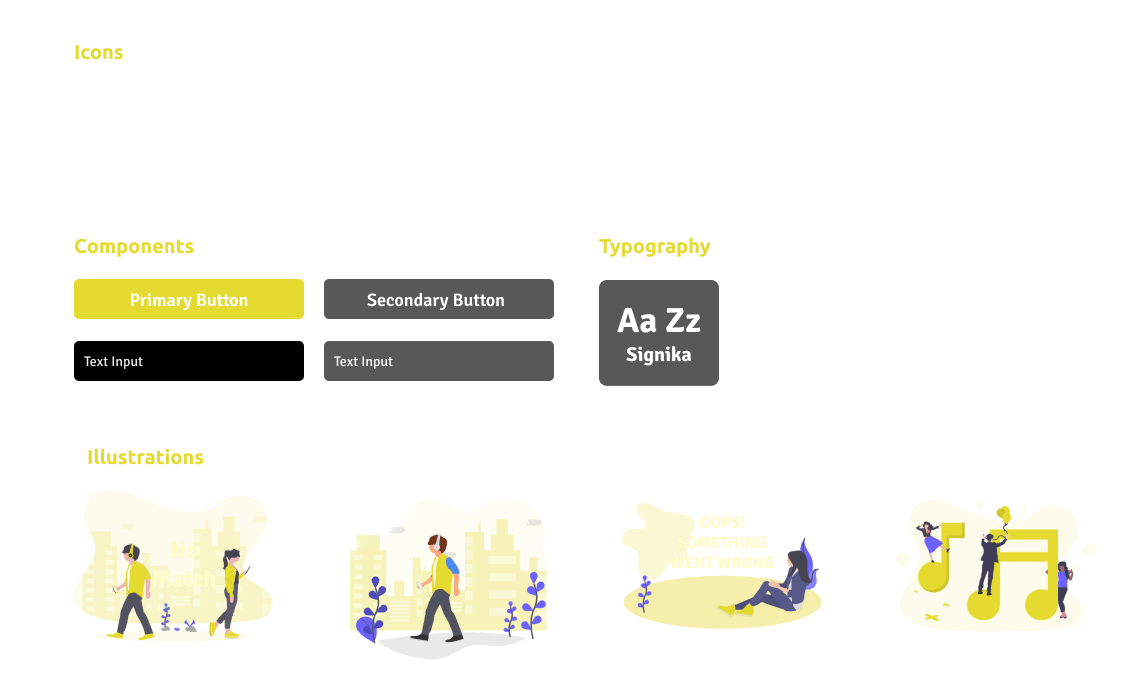 Icons
Components
Typography
Primary Button
Secondary Button
Aa Zz
Signika
Text Input
Text Input
Illustrations
No
match
OOPS!
SOMETHING
WENT WRONG